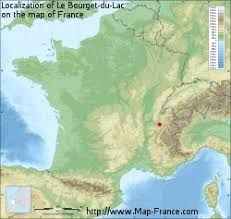 Localization of Le Bourget-du-Lac
on the map of France
http://www.Map-France.com